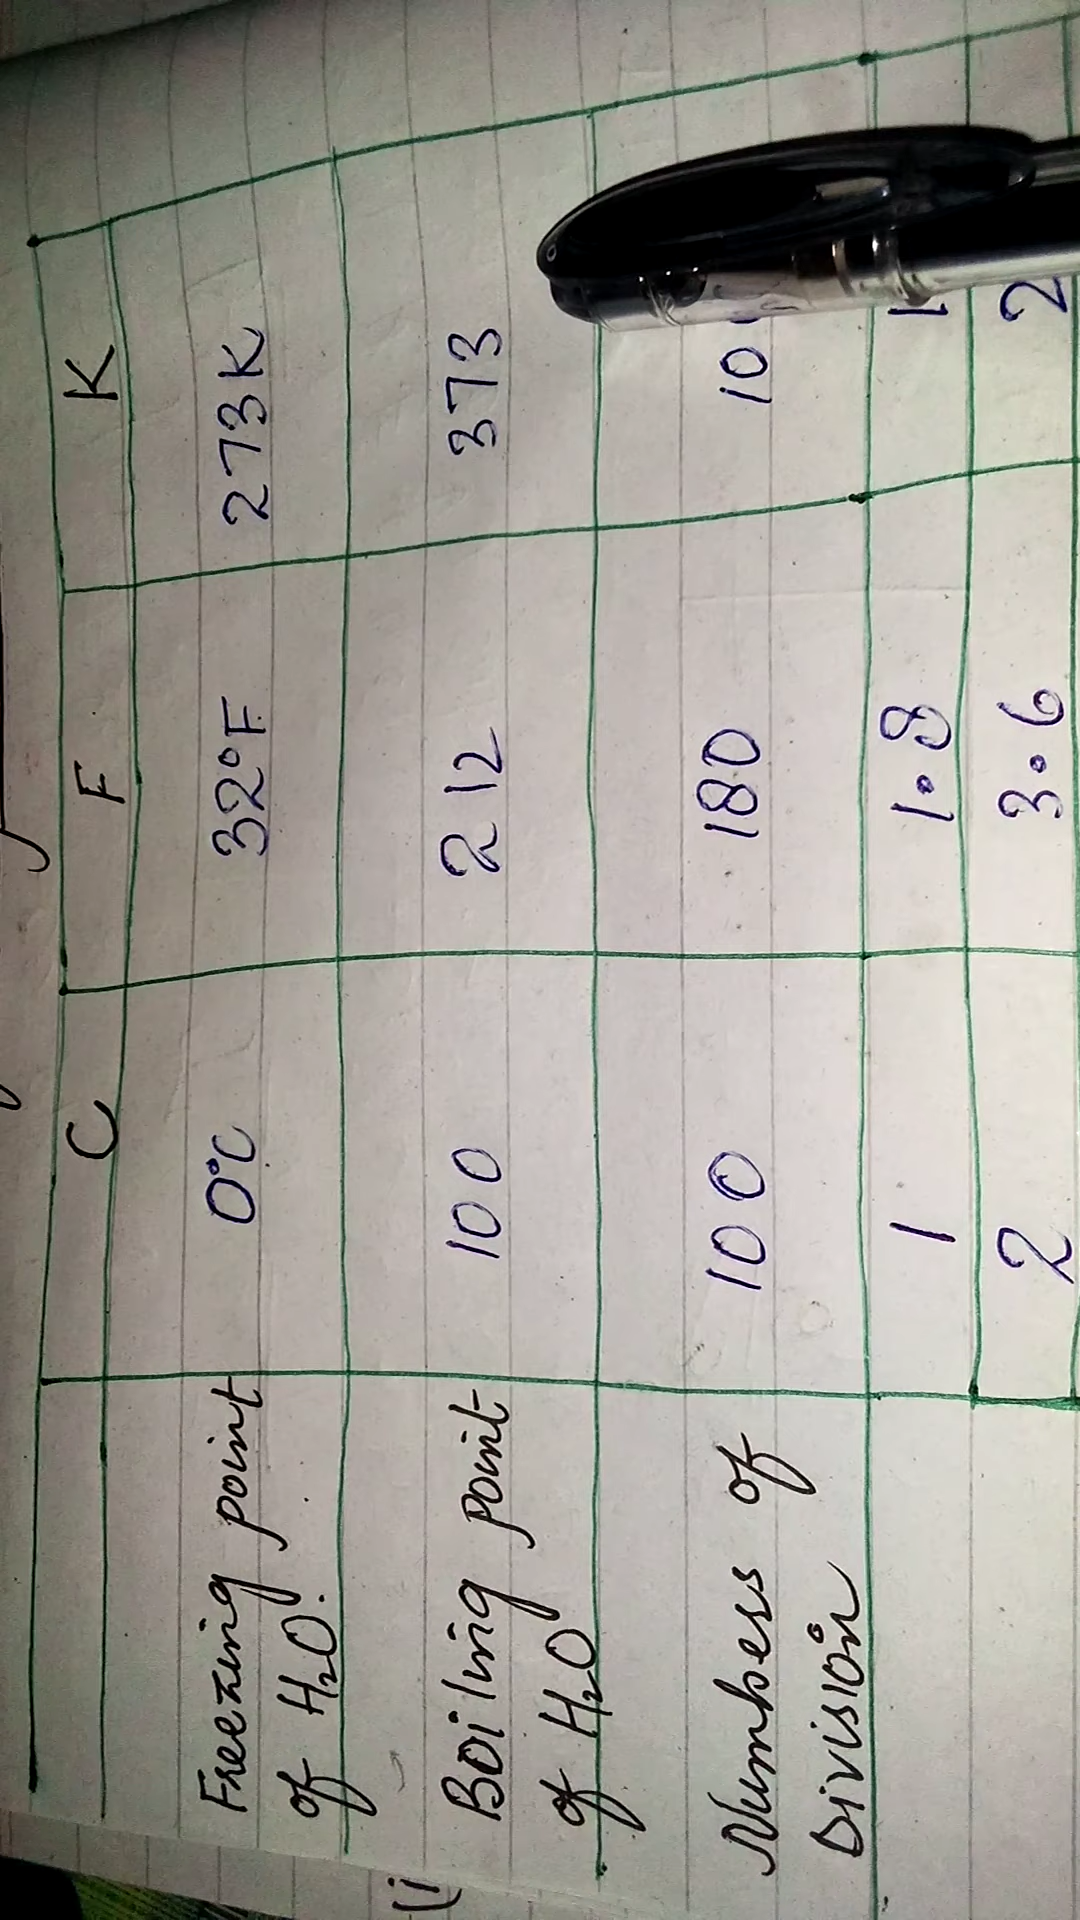 C F K
Freezing point 0°C 32°F 273K
of H₂O.
Boiling point 100 212 373
of H₂O
Numbers of 100 180
Division
1 1.8
2 3.6 2
(i